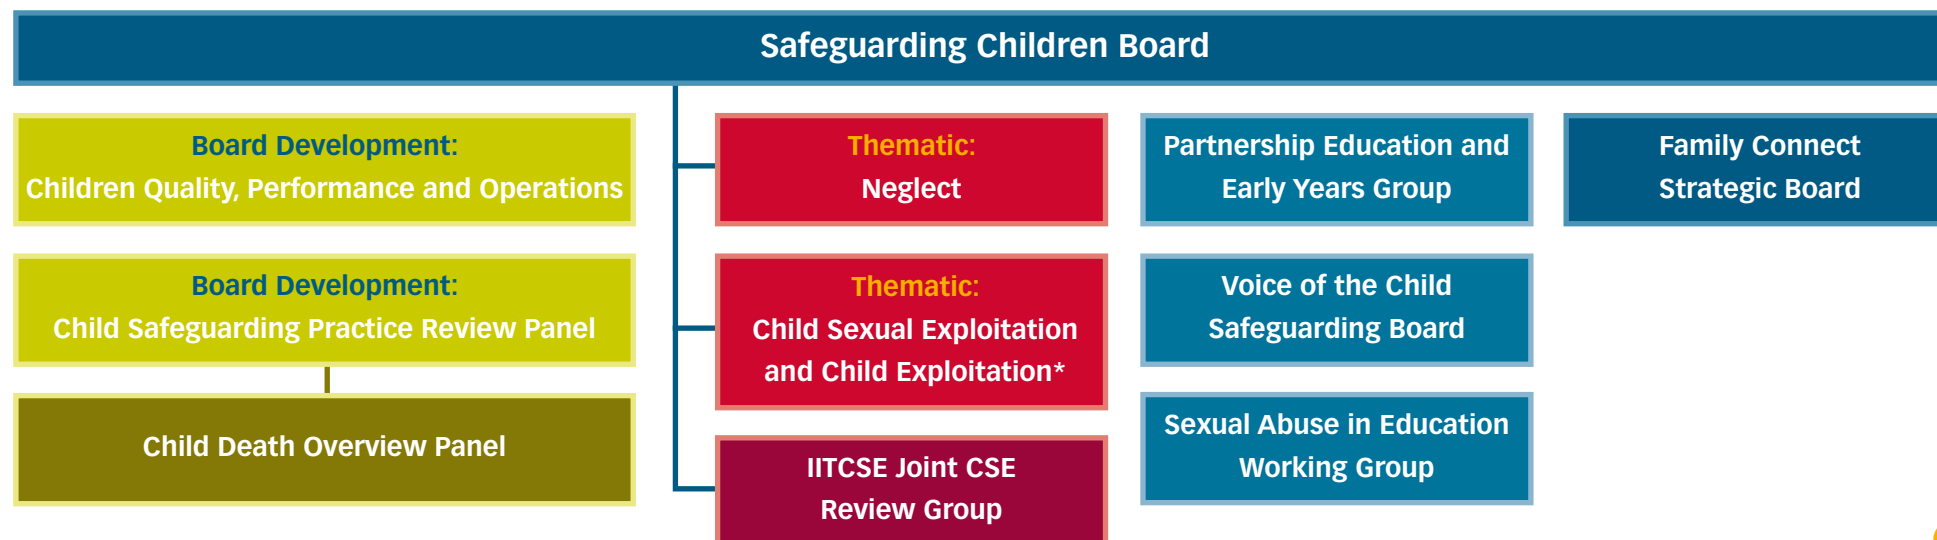 Safeguarding Children Board
Board Development:
Children Quality, Performance and Operations
Board Development:
Child Safeguarding Practice Review Panel
Child Death Overview Panel
Thematic:
Neglect
Thematic:
Child Sexual Exploitation
and Child Exploitation*
IITCSE Joint CSE
Review Group
Partnership Education and
Early Years Group
Voice of the Child
Safeguarding Board
Sexual Abuse in Education
Working Group
Family Connect
Strategic Board